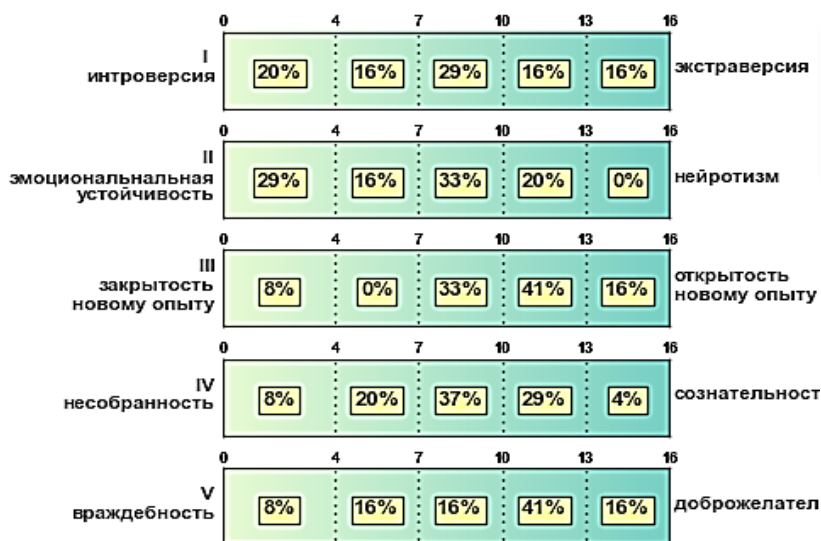 0 4 7 10 13 16
I
интроверсия
20% 16% 29% 16% 16%
экстраверсия
0 4 7 10 13 16
II
эмоциональнальная
устойчивость
29% 16% 33% 20% 0%
нейротизм
0 4 7 10 13 16
III
закрытость
новому опыту
8% 0% 33% 41% 16%
открытость
новому опыту
0 4 7 10 13 16
IV
несобранность
8% 20% 37% 29% 4%
сознательност
0 4 7 10 13 16
V
враждебность
8% 16% 16% 41% 16%
доброжелател